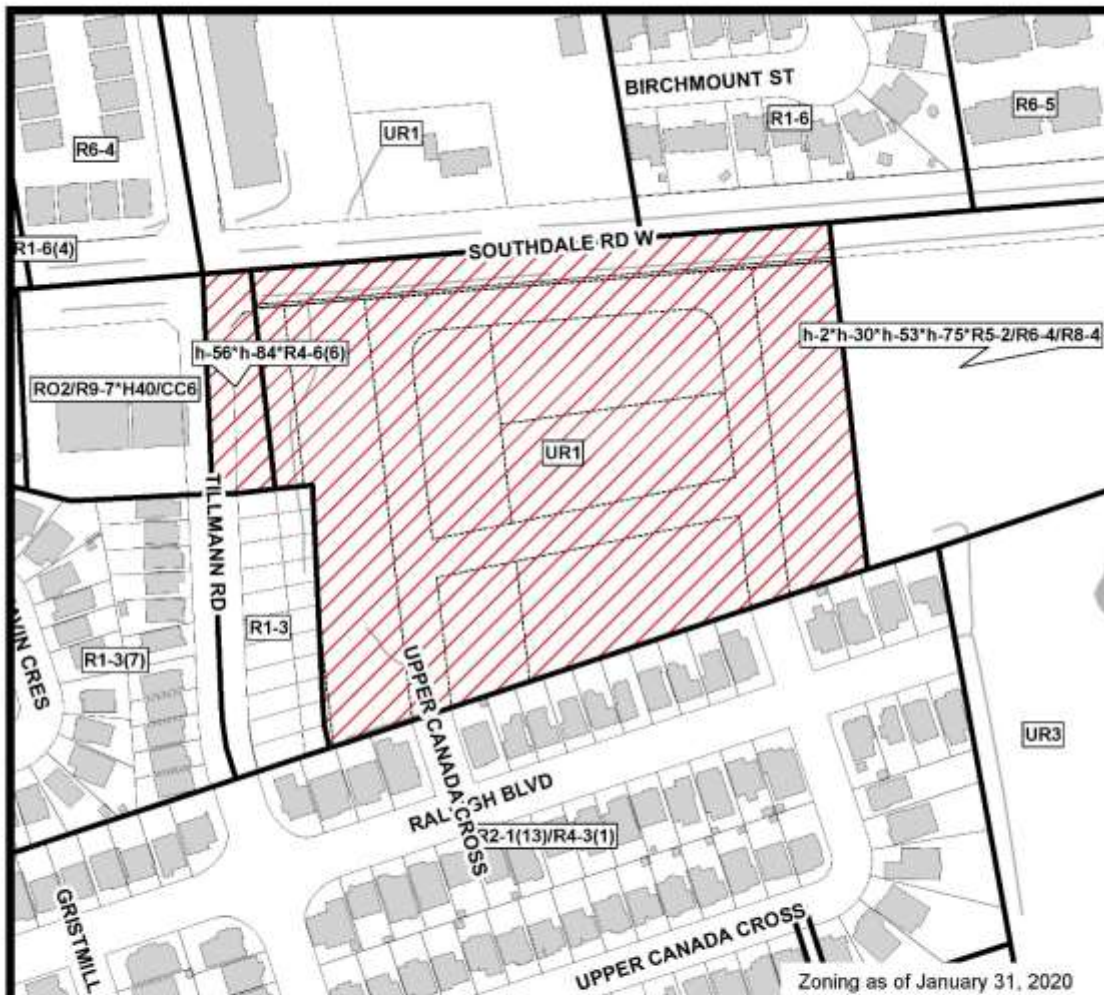 BIRCHMOUNT ST
R6-5
R1-6
UR1
R6-4
R1-6(4)
SOUTHDALE RD W
h-56*h-84*R4-6(6)
h-2*h-30*h-53*h-75*R5-2/R6-4/R8-4
RO2/R9-7*H40/CC6
UR1
TILLMANN RD
R1-3
R1-3(7)
CRES
UPPER CANADA CROSS
UR3
BLVD
R2-1(13)/R4-3(1)
GRISTMILL
UPPER CANADA CROSS
Zoning as of January 31, 2020